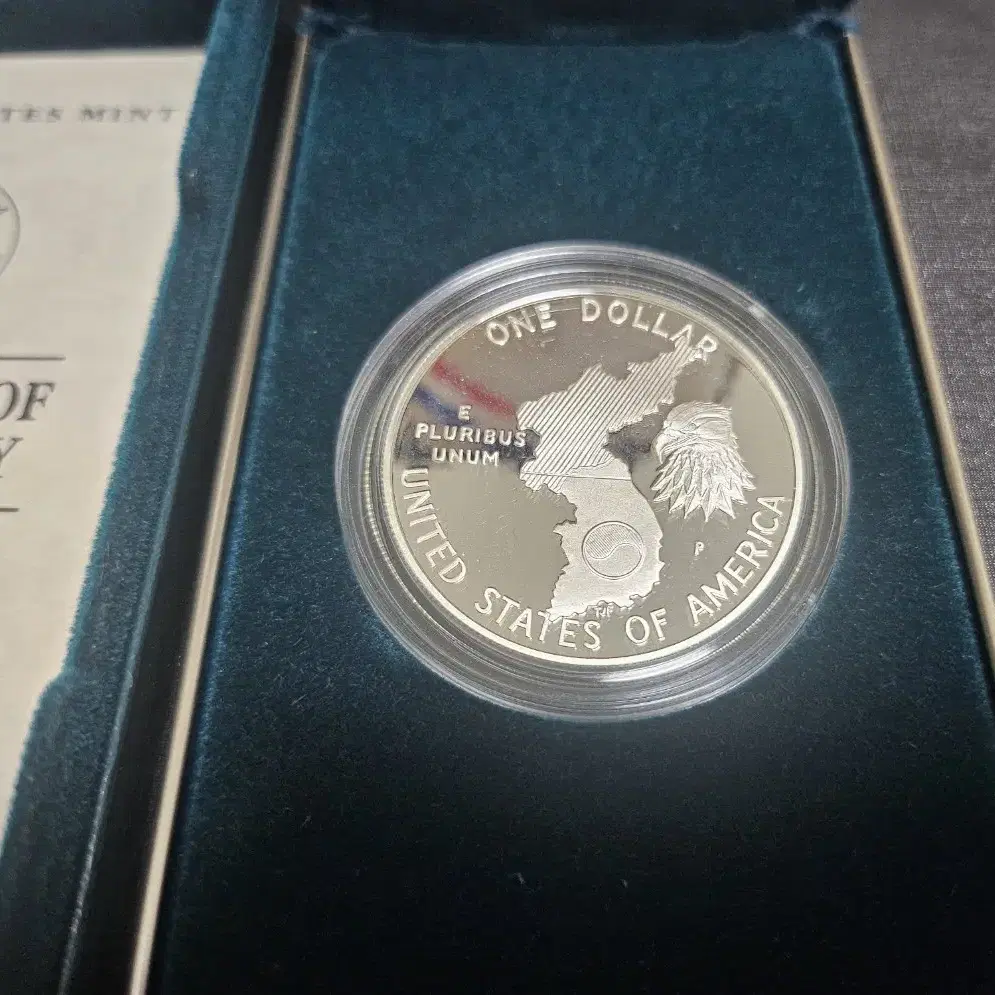 TES MINT
OF
Y
ONE DOLLAR
E
PLURIBUS
UNUM
P
UNITED STATES OF AMERICA